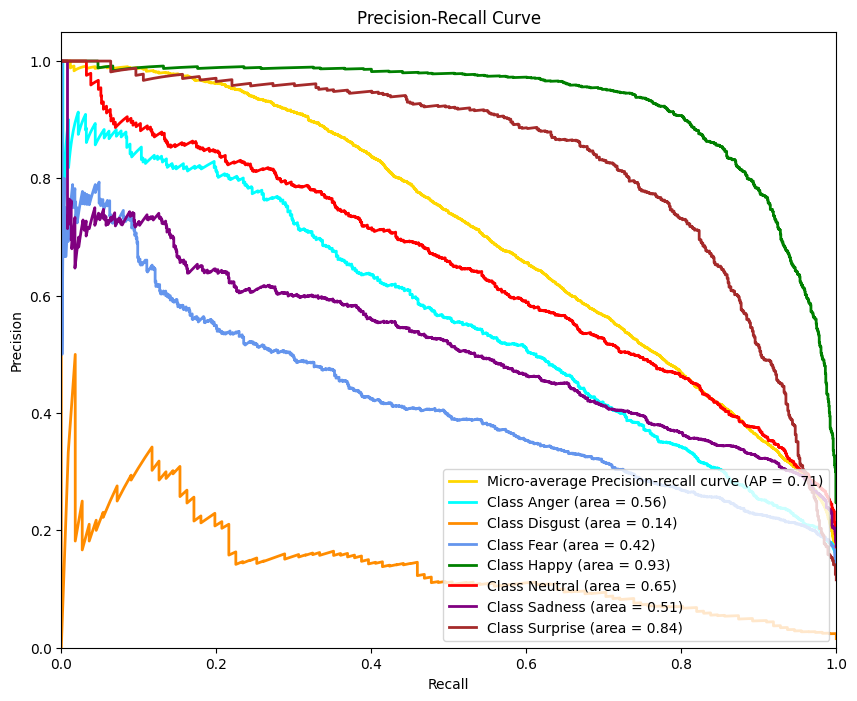 Precision-Recall Curve
1.0
0.8
0.6
0.4
0.2
0.0
Precision
Micro-average Precision-recall curve (AP = 0.71)
Class Anger (area = 0.56)
Class Disgust (area = 0.14)
Class Fear (area = 0.42)
Class Happy (area = 0.93)
Class Neutral (area = 0.65)
Class Sadness (area = 0.51)
Class Surprise (area = 0.84)
0.0 0.2 0.4 0.6 0.8 1.0
Recall